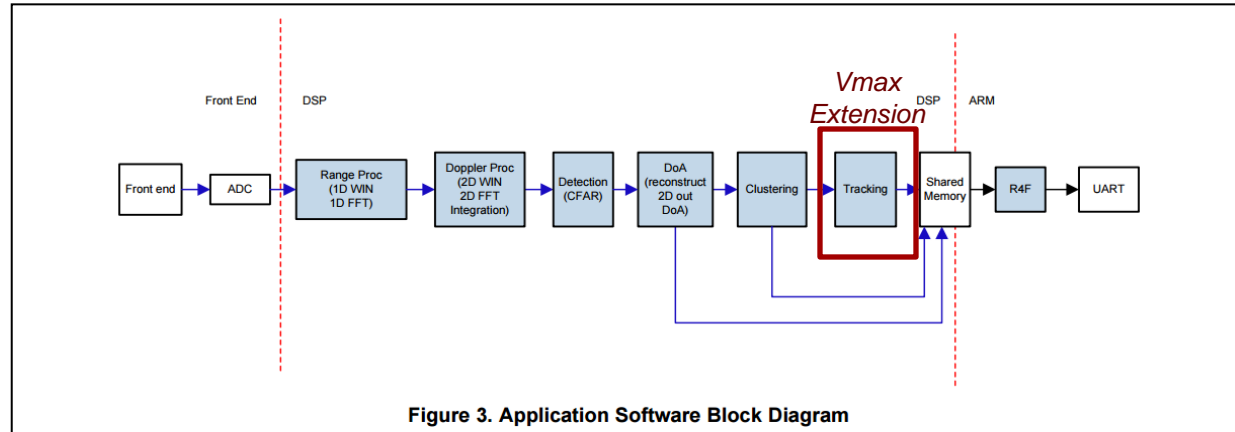 Vmax
Extension
Front End
DSP
DSP
ARM
Front end
ADC
Range Proc
(1D WIN
1D FFT)
Doppler Proc
(2D WIN
2D FFT
Integration)
Detection
(CFAR)
DoA
(reconstruct
2D out
DoA)
Clustering
Tracking
Shared
Memory
R4F
UART
Figure 3. Application Software Block Diagram